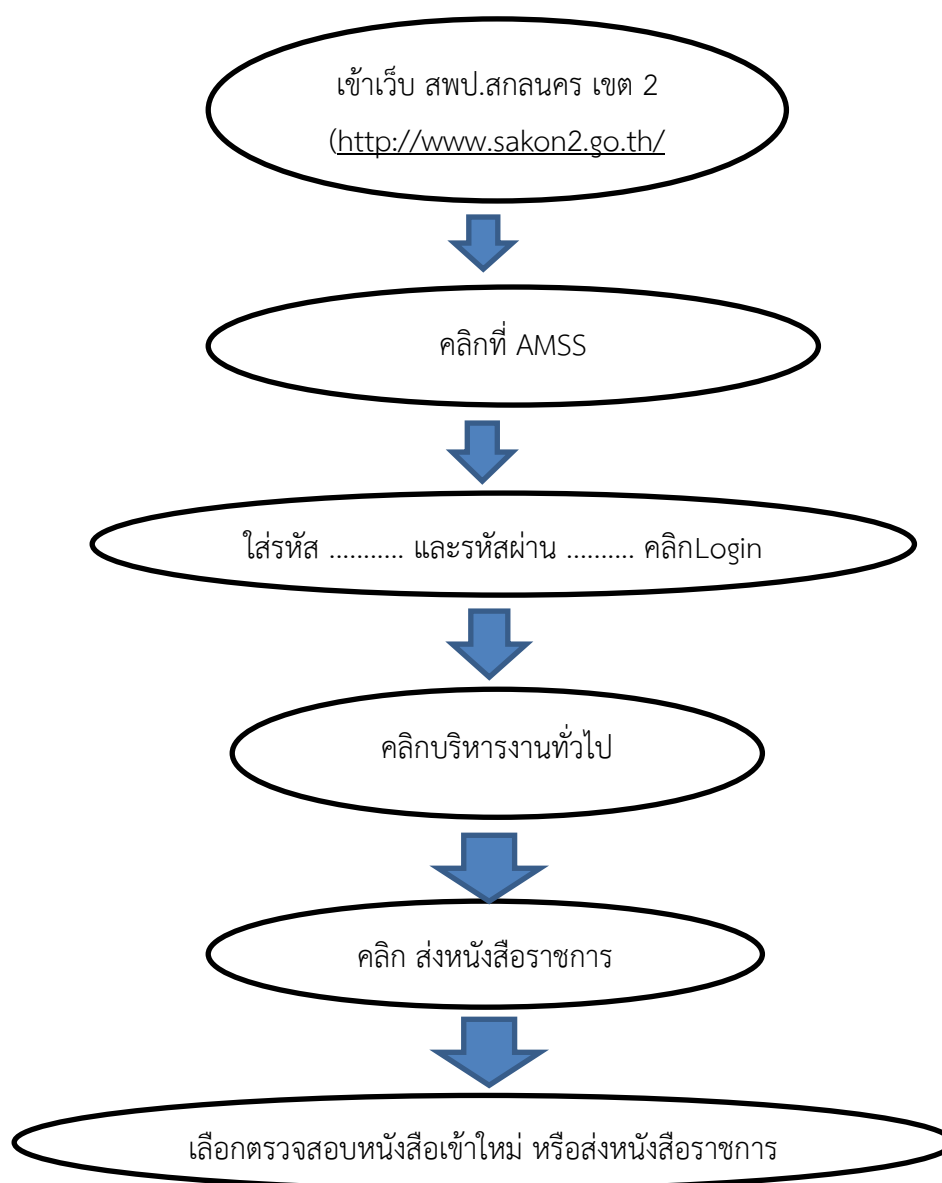 เข้าเว็บ สพป.สกลนคร เขต 2
(http://www.sakon2.go.th/
คลิกที่ AMSS
ใส่รหัส ........... และรหัสผ่าน .......... คลิกLogin
คลิกบริหารงานทั่วไป
คลิก ส่งหนังสือราชการ
เลือกตรวจสอบหนังสือเข้าใหม่ หรือส่งหนังสือราชการ